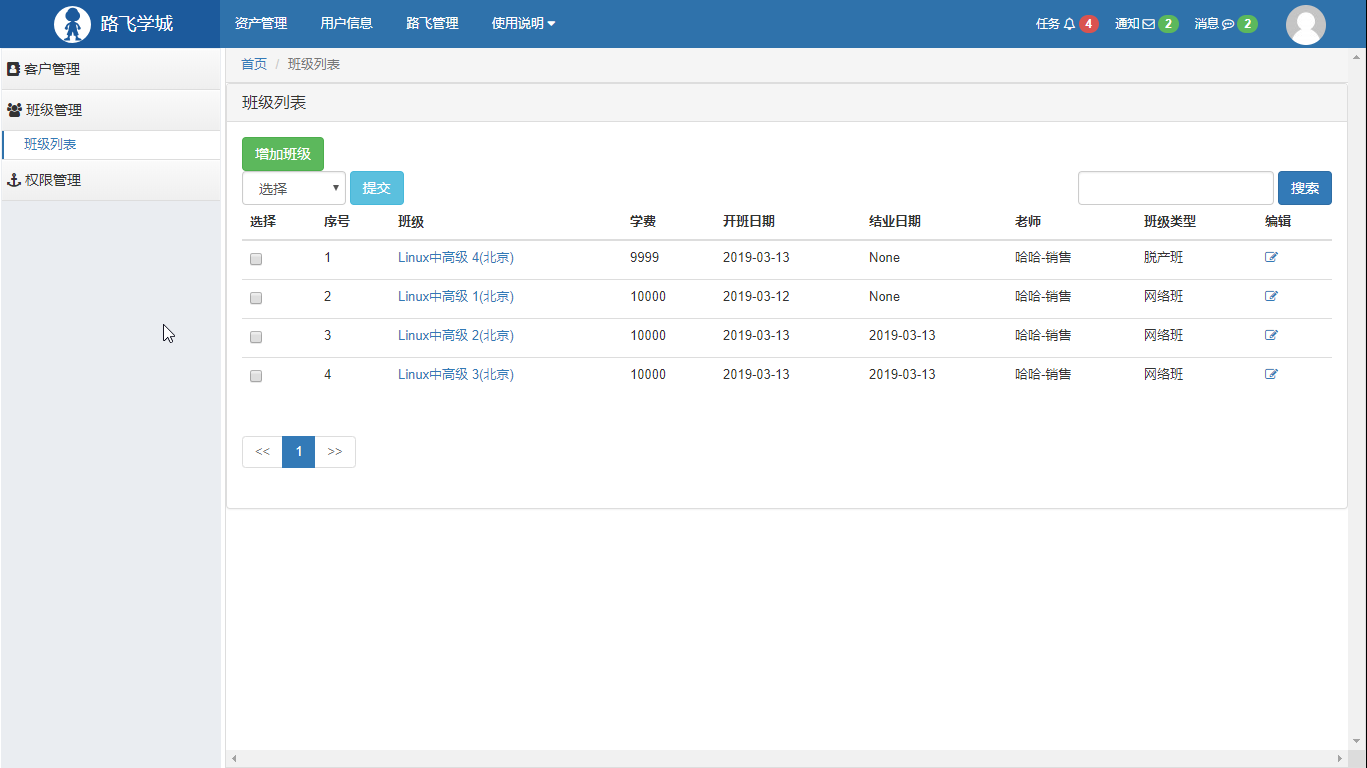 路飞学城 资产管理 用户信息 路飞管理 使用说明 任务 4 通知 2 消息 2
客户管理
班级管理
班级列表
权限管理
首页 / 班级列表
班级列表
增加班级
选择 提交 搜索
选择 序号 班级 学费 开班日期 结业日期 老师 班级类型 编辑
1 Linux中高级 4(北京) 9999 2019-03-13 None 哈哈-销售 脱产班
2 Linux中高级 1(北京) 10000 2019-03-12 None 哈哈-销售 网络班
3 Linux中高级 2(北京) 10000 2019-03-13 2019-03-13 哈哈-销售 网络班
4 Linux中高级 3(北京) 10000 2019-03-13 2019-03-13 哈哈-销售 网络班
<< 1 >>